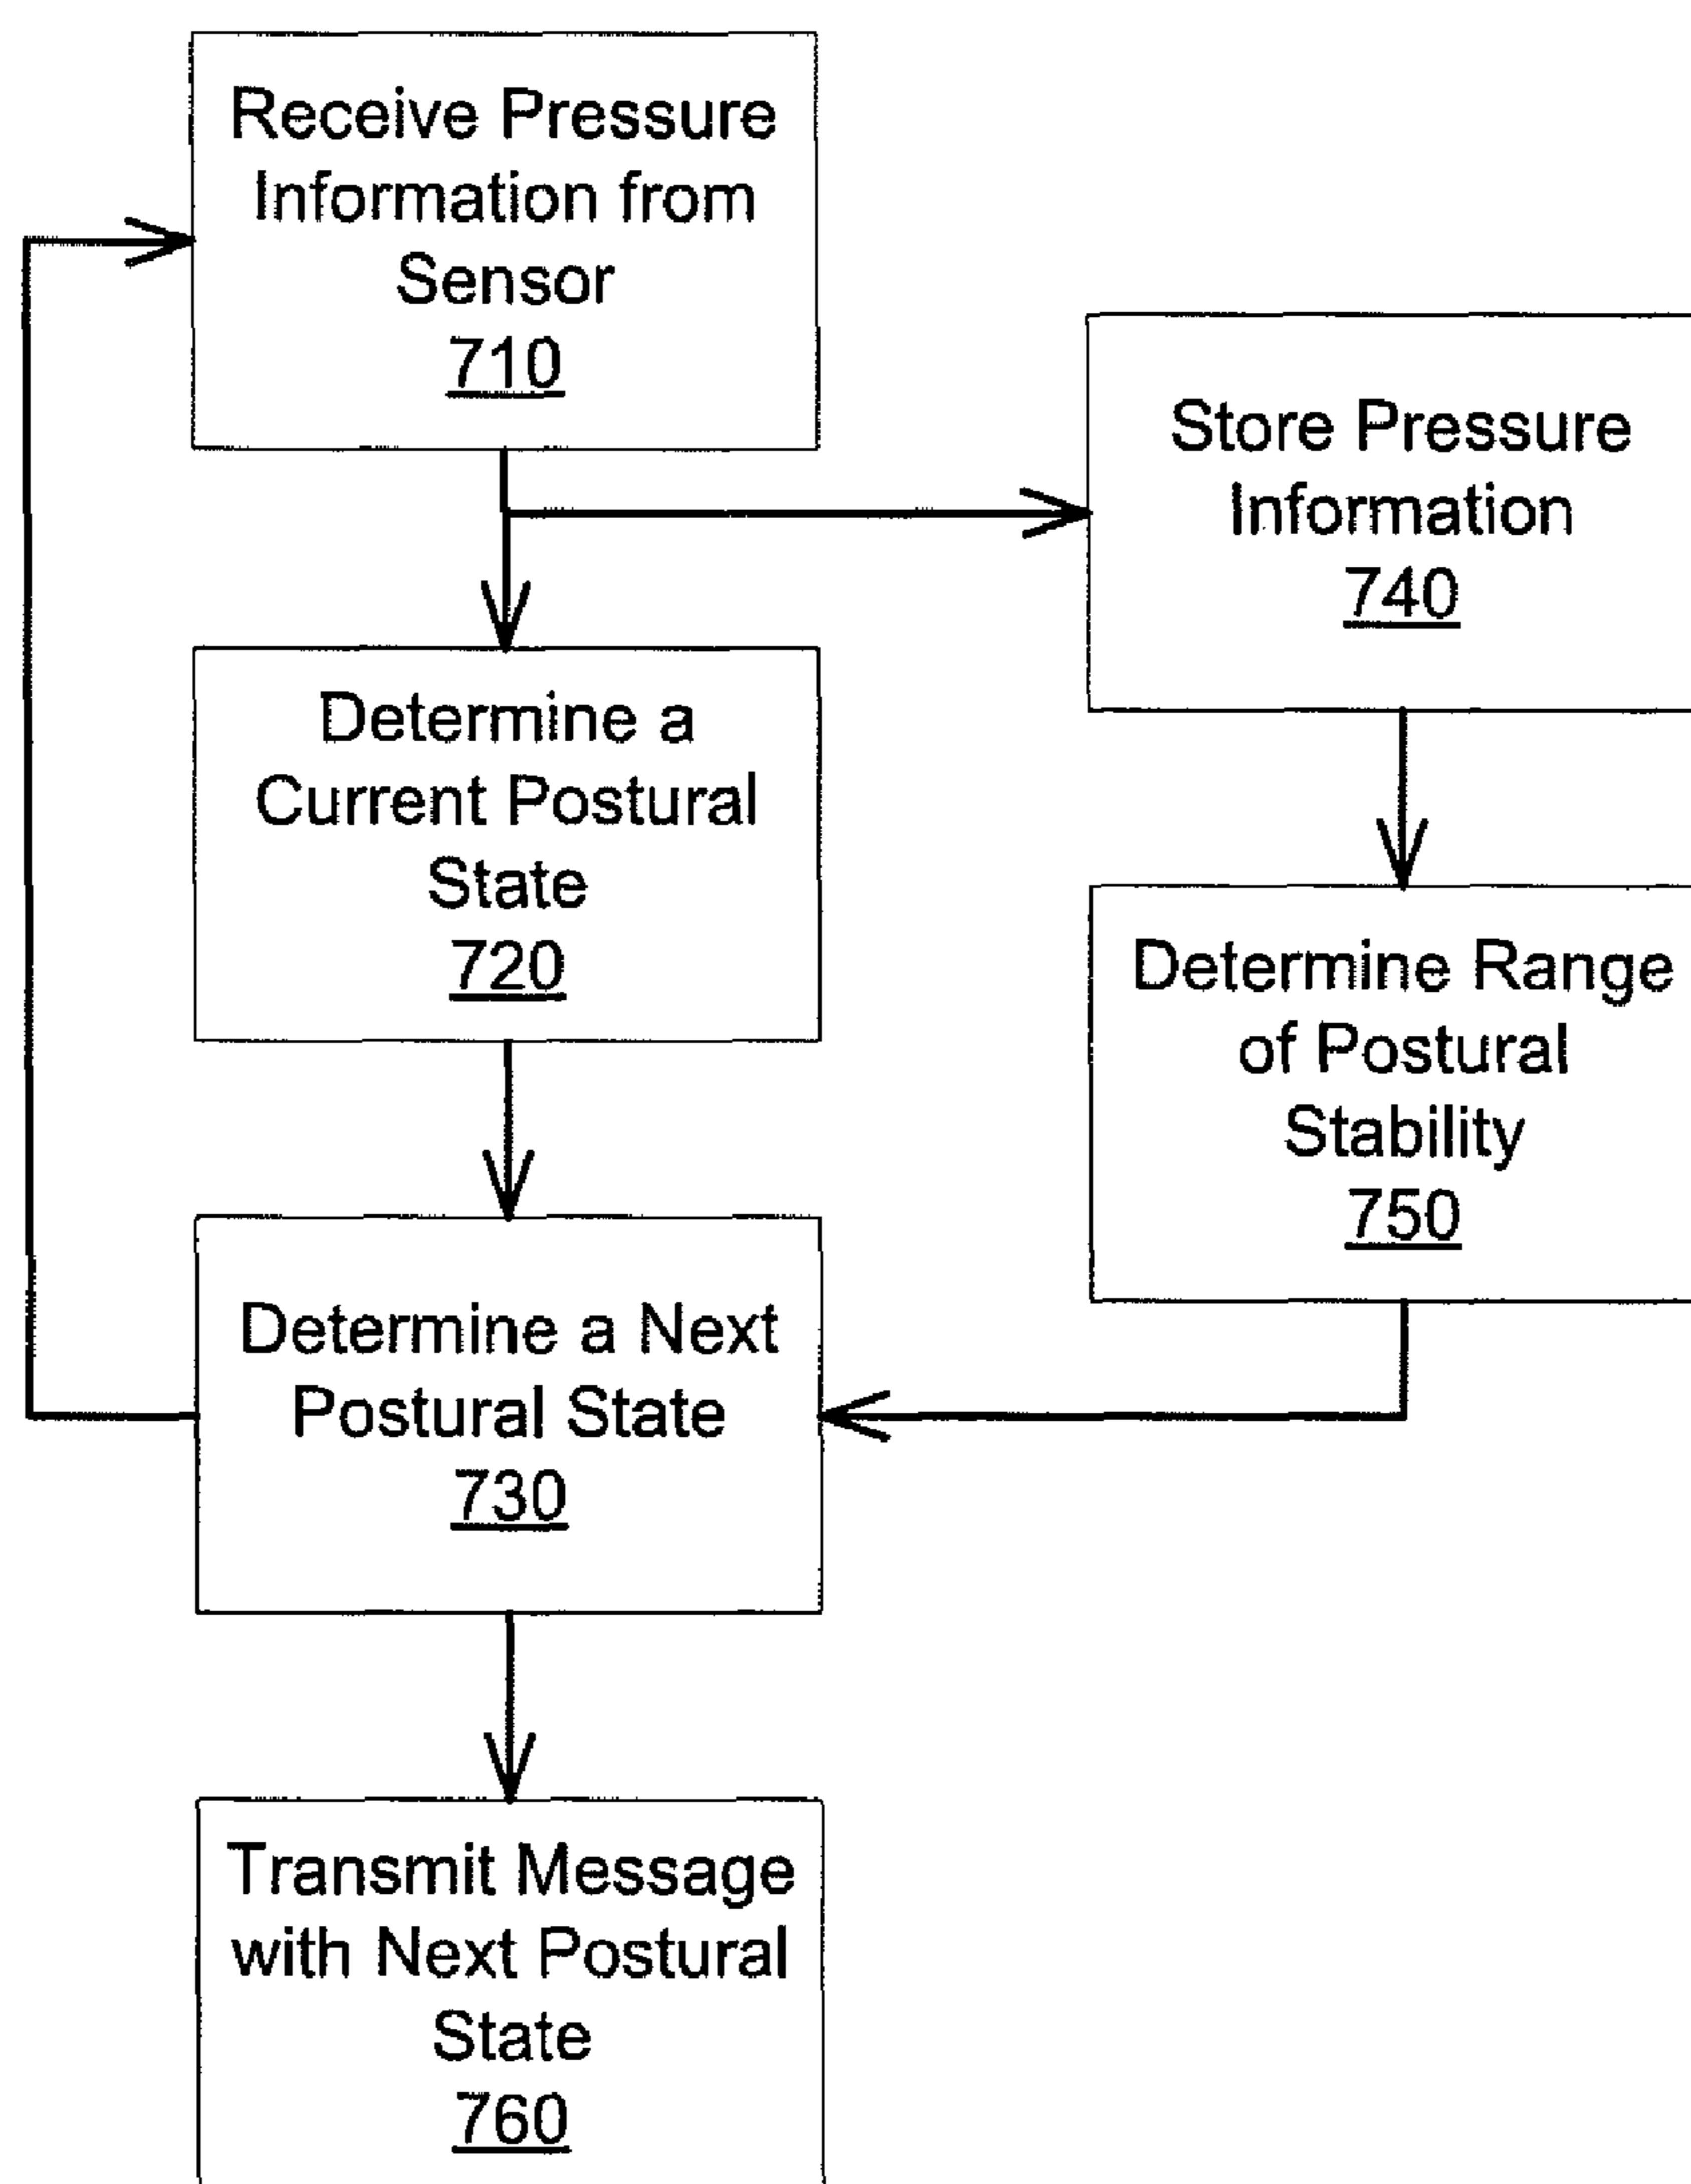 Receive Pressure
Information from
Sensor
710
Store Pressure
Information
740
Determine a
Current Postural
State
720
Determine Range
of Postural
Stability
750
Determine a Next
Postural State
730
Transmit Message
with Next Postural
State
760